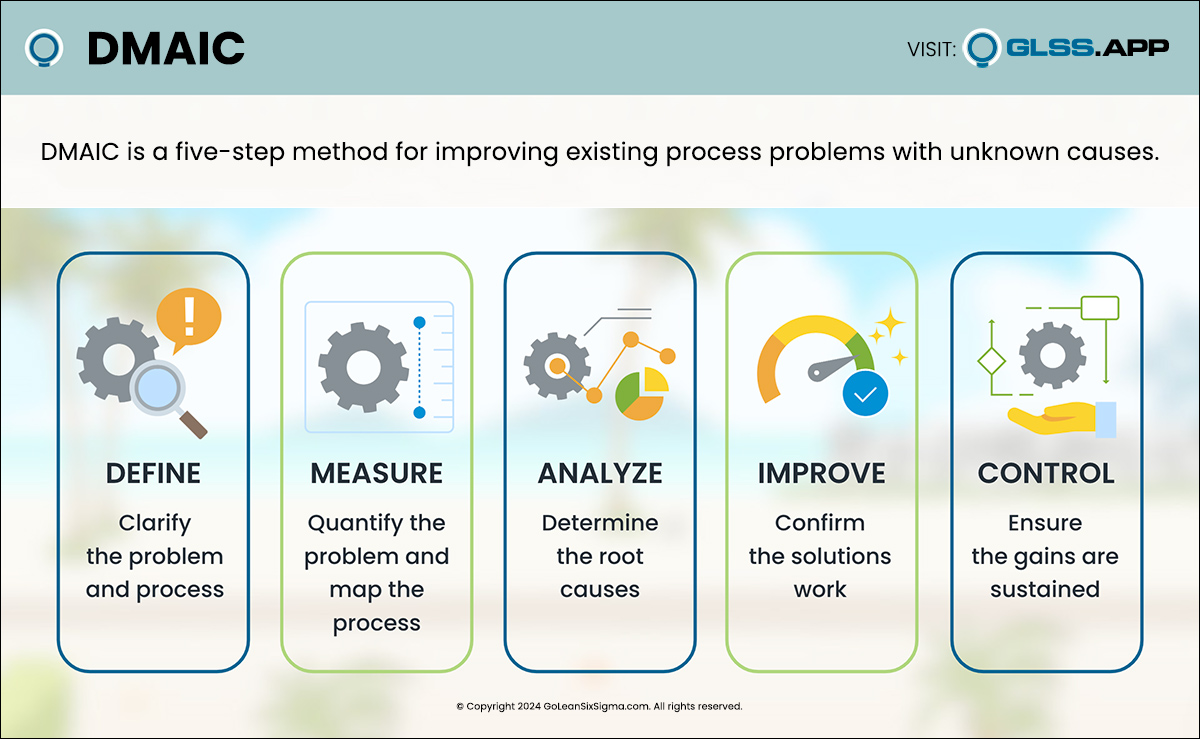 DMAIC
VISIT: GLSS.APP
DMAIC is a five-step method for improving existing process problems with unknown causes.
DEFINE
Clarify
the problem
and process
MEASURE
Quantify the
problem and
map the
process
ANALYZE
Determine
the root
causes
IMPROVE
Confirm
the solutions
work
CONTROL
Ensure
the gains are
sustained
© Copyright 2024 GoLeanSixSigma.com. All rights reserved.